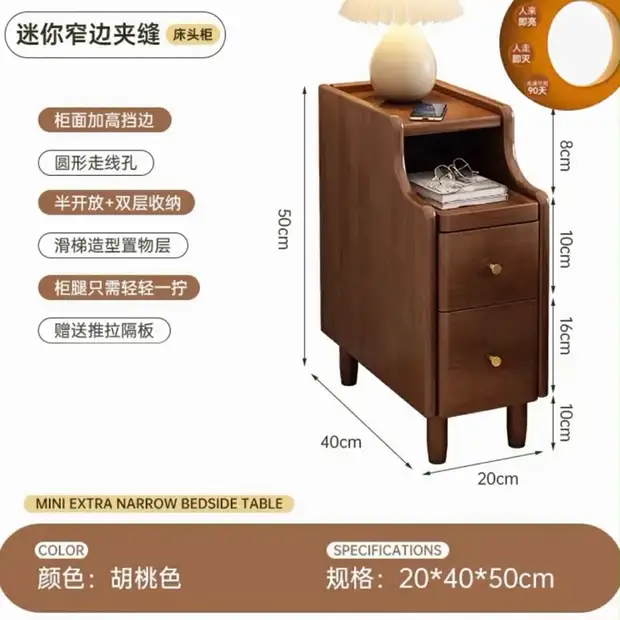 迷你窄边夹缝 床头柜
人来
即亮
人走
即灭
90天
柜面加高挡边
圆形走线孔
半开放+双层收纳
滑梯造型置物层
柜腿只需轻轻一拧
赠送推拉隔板
50cm
8cm
10cm
16cm
10cm
40cm
20cm
MINI EXTRA NARROW BEDSIDE TABLE
COLOR
颜色：胡桃色
SPECIFICATIONS
规格：20*40*50cm